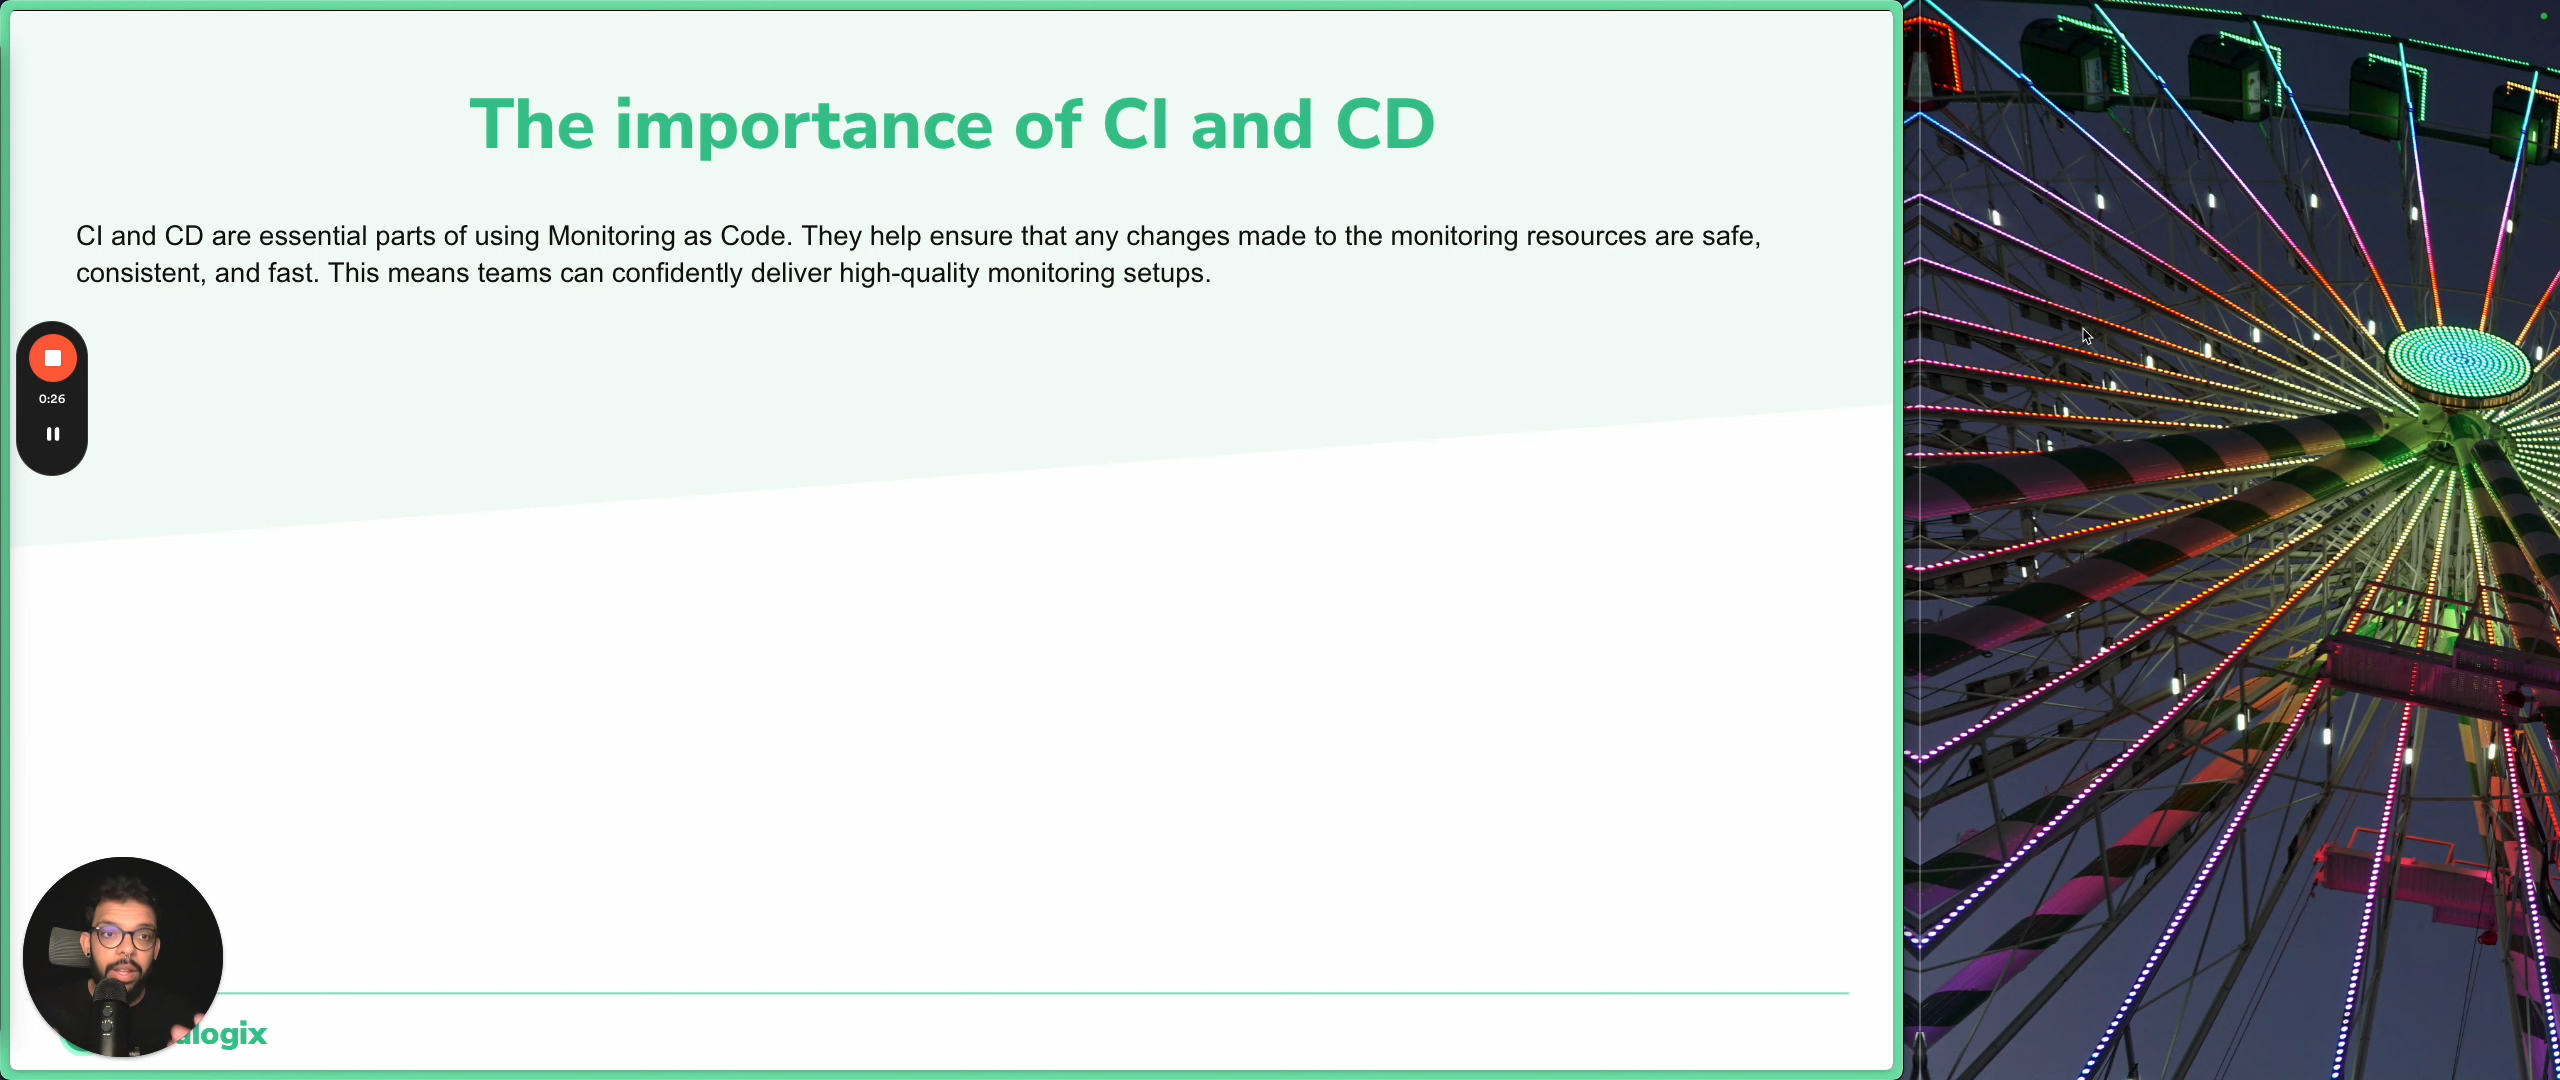 The importance of CI and CD
CI and CD are essential parts of using Monitoring as Code. They help ensure that any changes made to the monitoring resources are safe,
consistent, and fast. This means teams can confidently deliver high-quality monitoring setups.
0:26
alogix